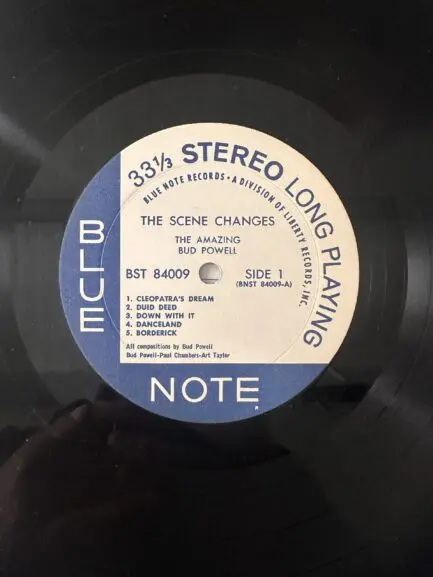 33⅓ STEREO LONG PLAYING
BLUE NOTE RECORDS • A DIVISION OF LIBERTY RECORDS, INC.
THE SCENE CHANGES
THE AMAZING
BUD POWELL
BST 84009
SIDE 1
(BNST 84009-A)
1. CLEOPATRA'S DREAM
2. DUID DEED
3. DOWN WITH IT
4. DANCELAND
5. BORDERICK
All compositions by Bud Powell
Bud Powell-Paul Chambers-Art Taylor
BLUE
NOTE